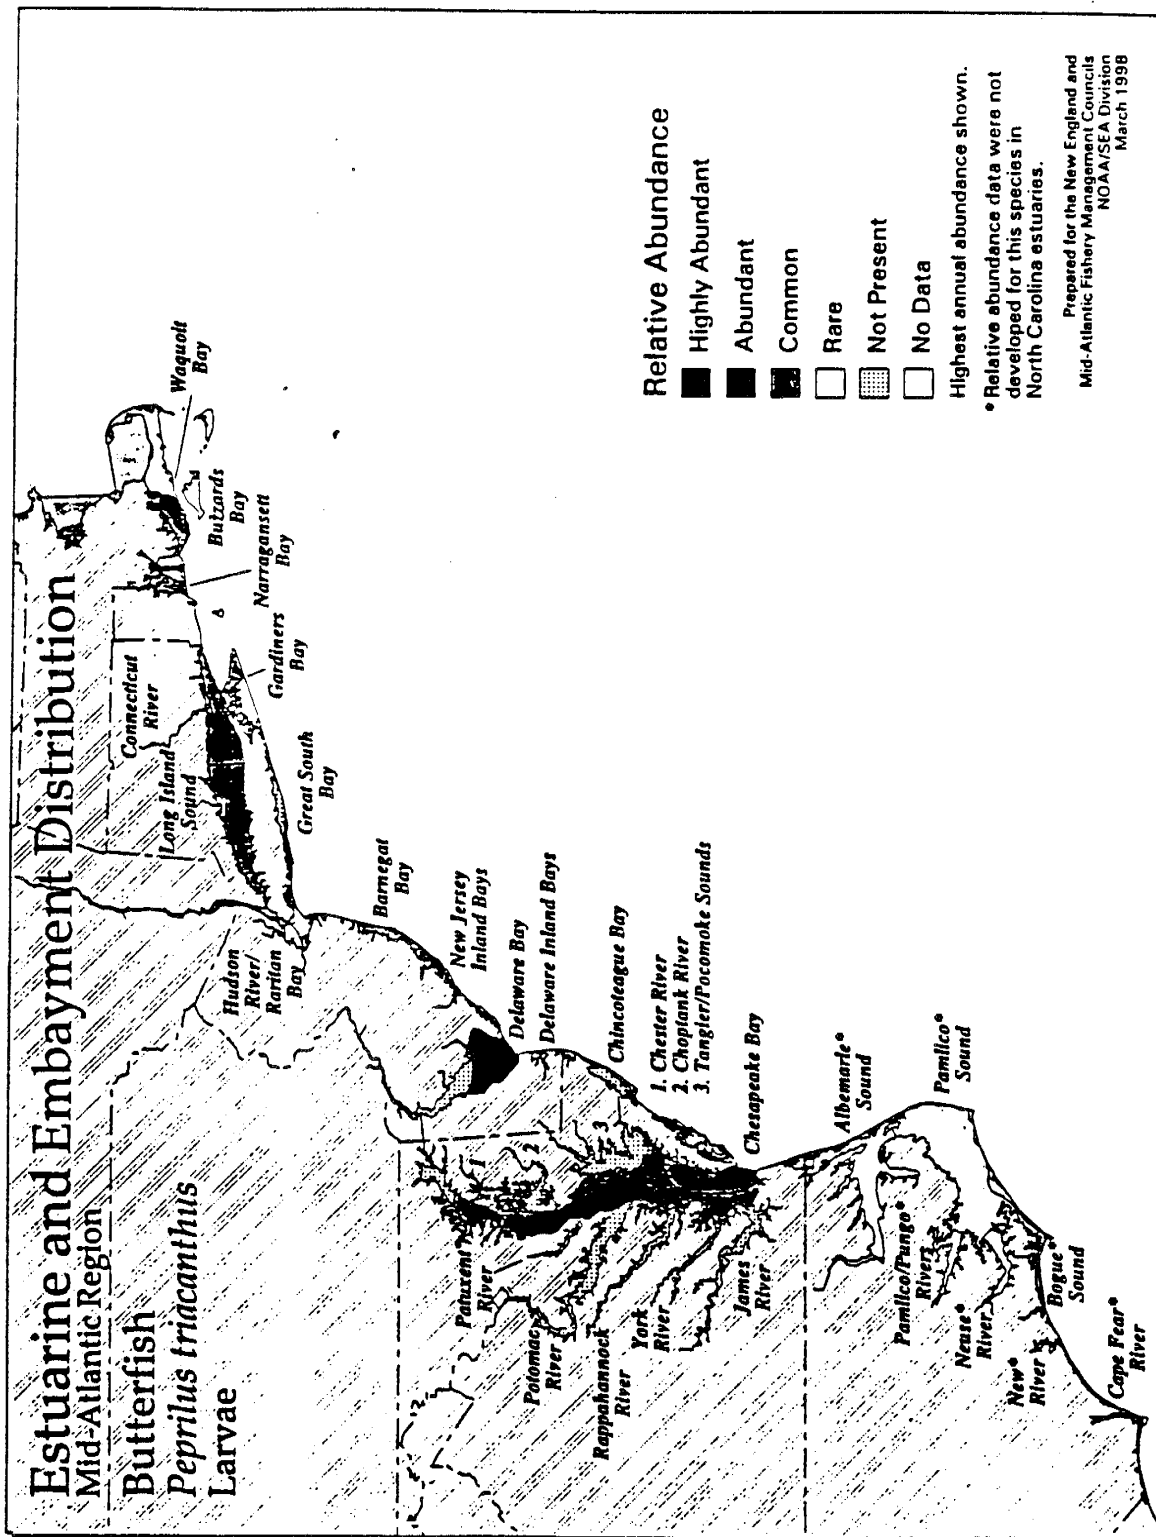 Estuarine and Embayment Distribution
Mid-Atlantic Region
Butterfish
Peprilus triacanthus
Larvae
Waquoit
Bay
Buzzards
Bay
Narragansett
Bay
Gardiners
Bay
Connecticut
River
Long Island
Sound
Great South
Bay
Hudson
River/
Raritan
Bay
Barnegat
Bay
New Jersey
Inland Bays
Delaware Bay
Delaware Inland Bays
Chincoteague Bay
1. Chester River
2. Choptank River
3. Tangier/Pocomoke Sounds
Chesapeake Bay
1
2
3
Patuxent
River
Potomac
River
Rappahannock
River
York
River
James
River
Albemarle*
Sound
Pamlico*
Sound
Pamlico/Pungo*
Rivers
Neuse*
River
New*
River
Bogue*
Sound
Cape Fear*
River
Relative Abundance
Highly Abundant
Abundant
Common
Rare
Not Present
No Data
Highest annual abundance shown.
* Relative abundance data were not
developed for this species in
North Carolina estuaries.
Prepared for the New England and
Mid-Atlantic Fishery Management Councils
NOAA/SEA Division
March 1998